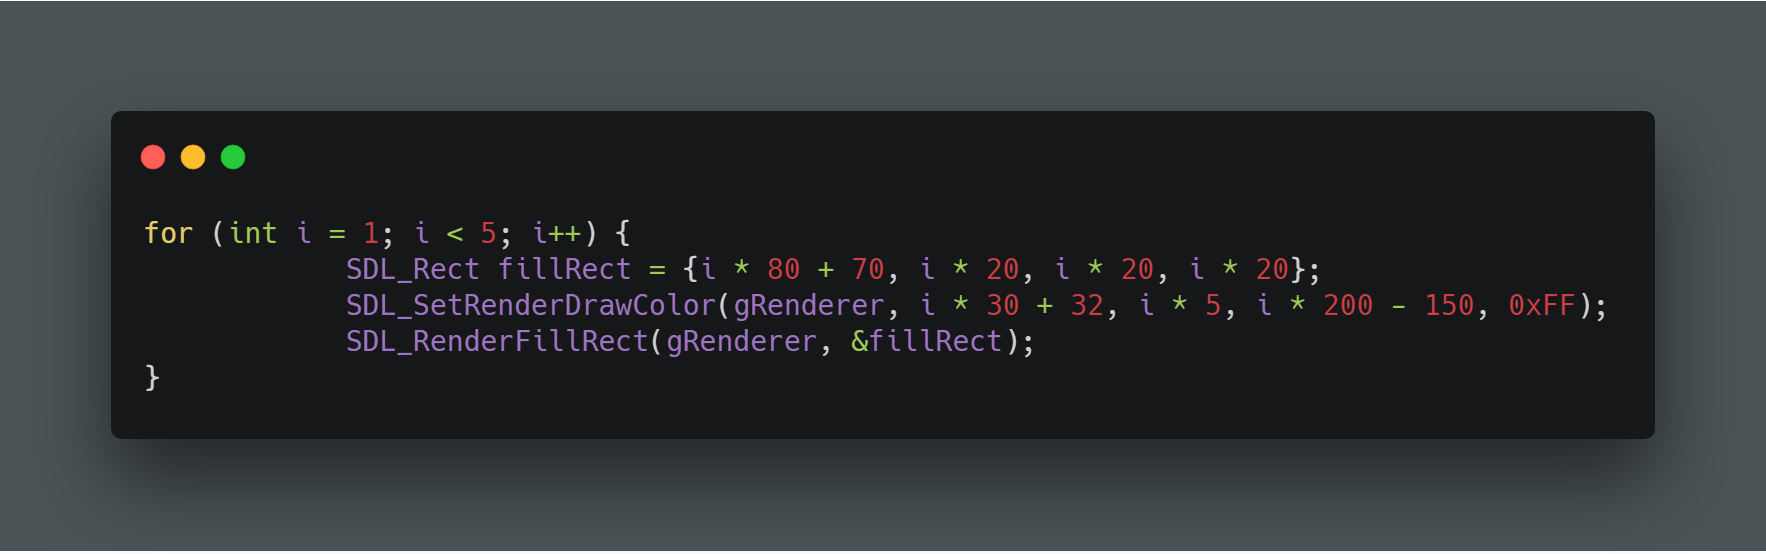 for (int i = 1; i < 5; i++) {
            SDL_Rect fillRect = {i * 80 + 70, i * 20, i * 20, i * 20};
            SDL_SetRenderDrawColor(gRenderer, i * 30 + 32, i * 5, i * 200 - 150, 0xFF);
            SDL_RenderFillRect(gRenderer, &fillRect);
}